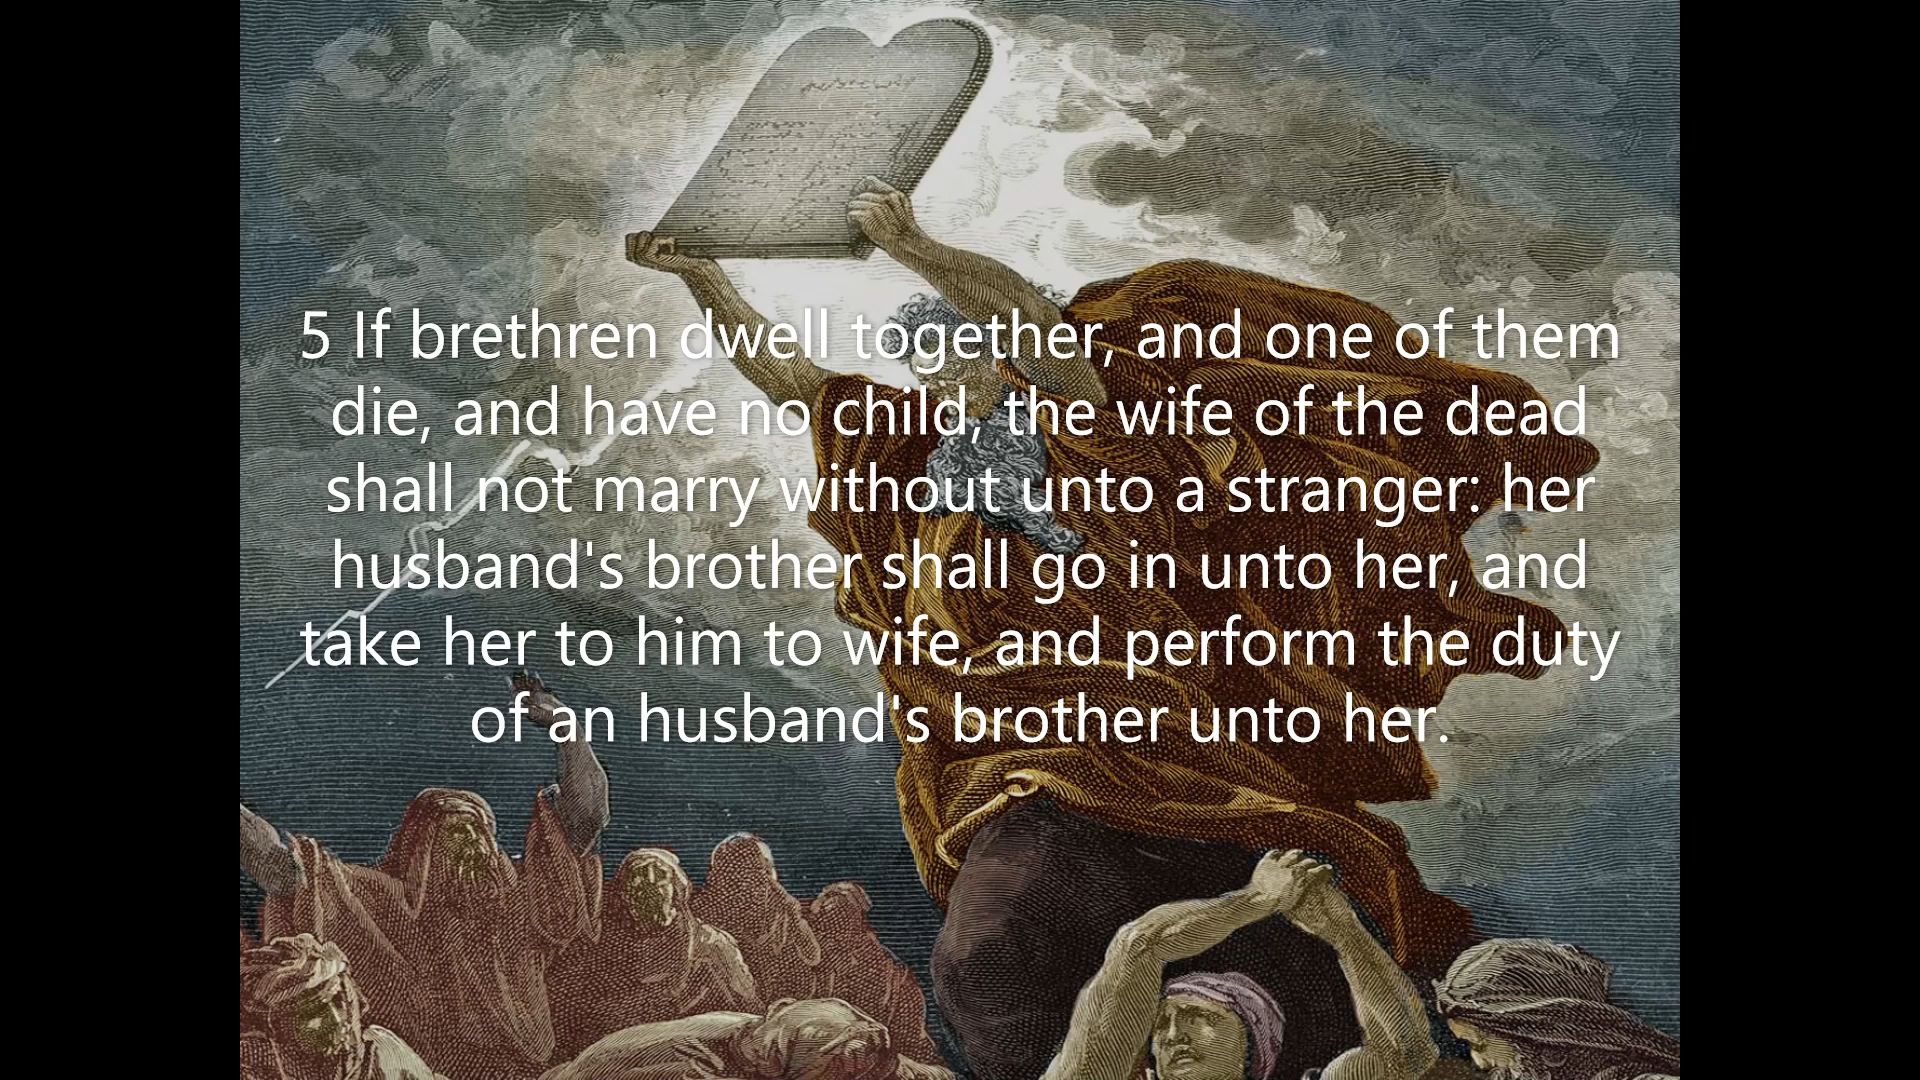 5 If brethren dwell together, and one of them
die, and have no child, the wife of the dead
shall not marry without unto a stranger: her
husband's brother shall go in unto her, and
take her to him to wife, and perform the duty
of an husband's brother unto her.